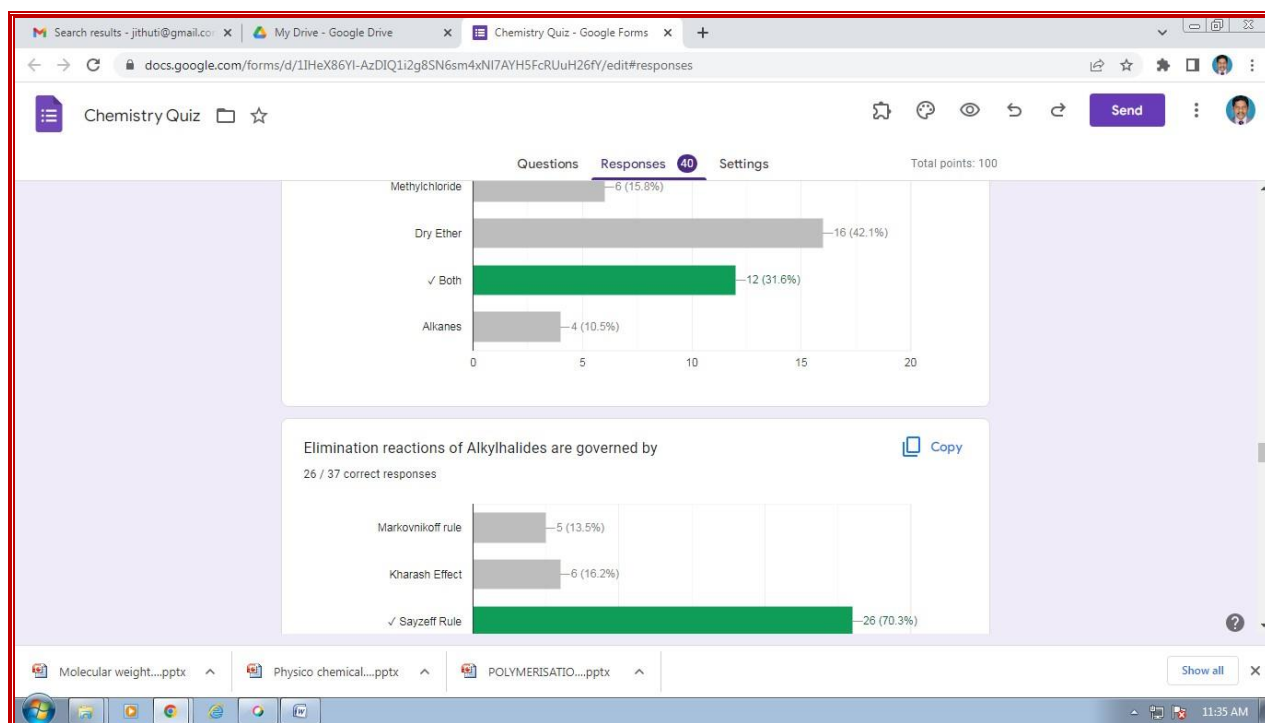 Search results - jithuti@gmail.co
My Drive - Google Drive
Chemistry Quiz - Google Forms
docs.google.com/forms/d/1IHeX86YI-AzDIQ1i2g8SN6sm4xNI7AYH5FcRUuH26fY/edit#responses
Chemistry Quiz
Send
Questions Responses 40 Settings Total points: 100
Methylchloride 6 (15.8%)
Dry Ether 16 (42.1%)
✓ Both 12 (31.6%)
Alkanes 4 (10.5%)
0 5 10 15 20
Elimination reactions of Alkylhalides are governed by Copy
26 / 37 correct responses
Markovnikoff rule 5 (13.5%)
Kharash Effect 6 (16.2%)
✓ Sayzeff Rule 26 (70.3%)
Molecular weight....pptx Physico chemical....pptx POLYMERISATIO....pptx Show all
11:35 AM